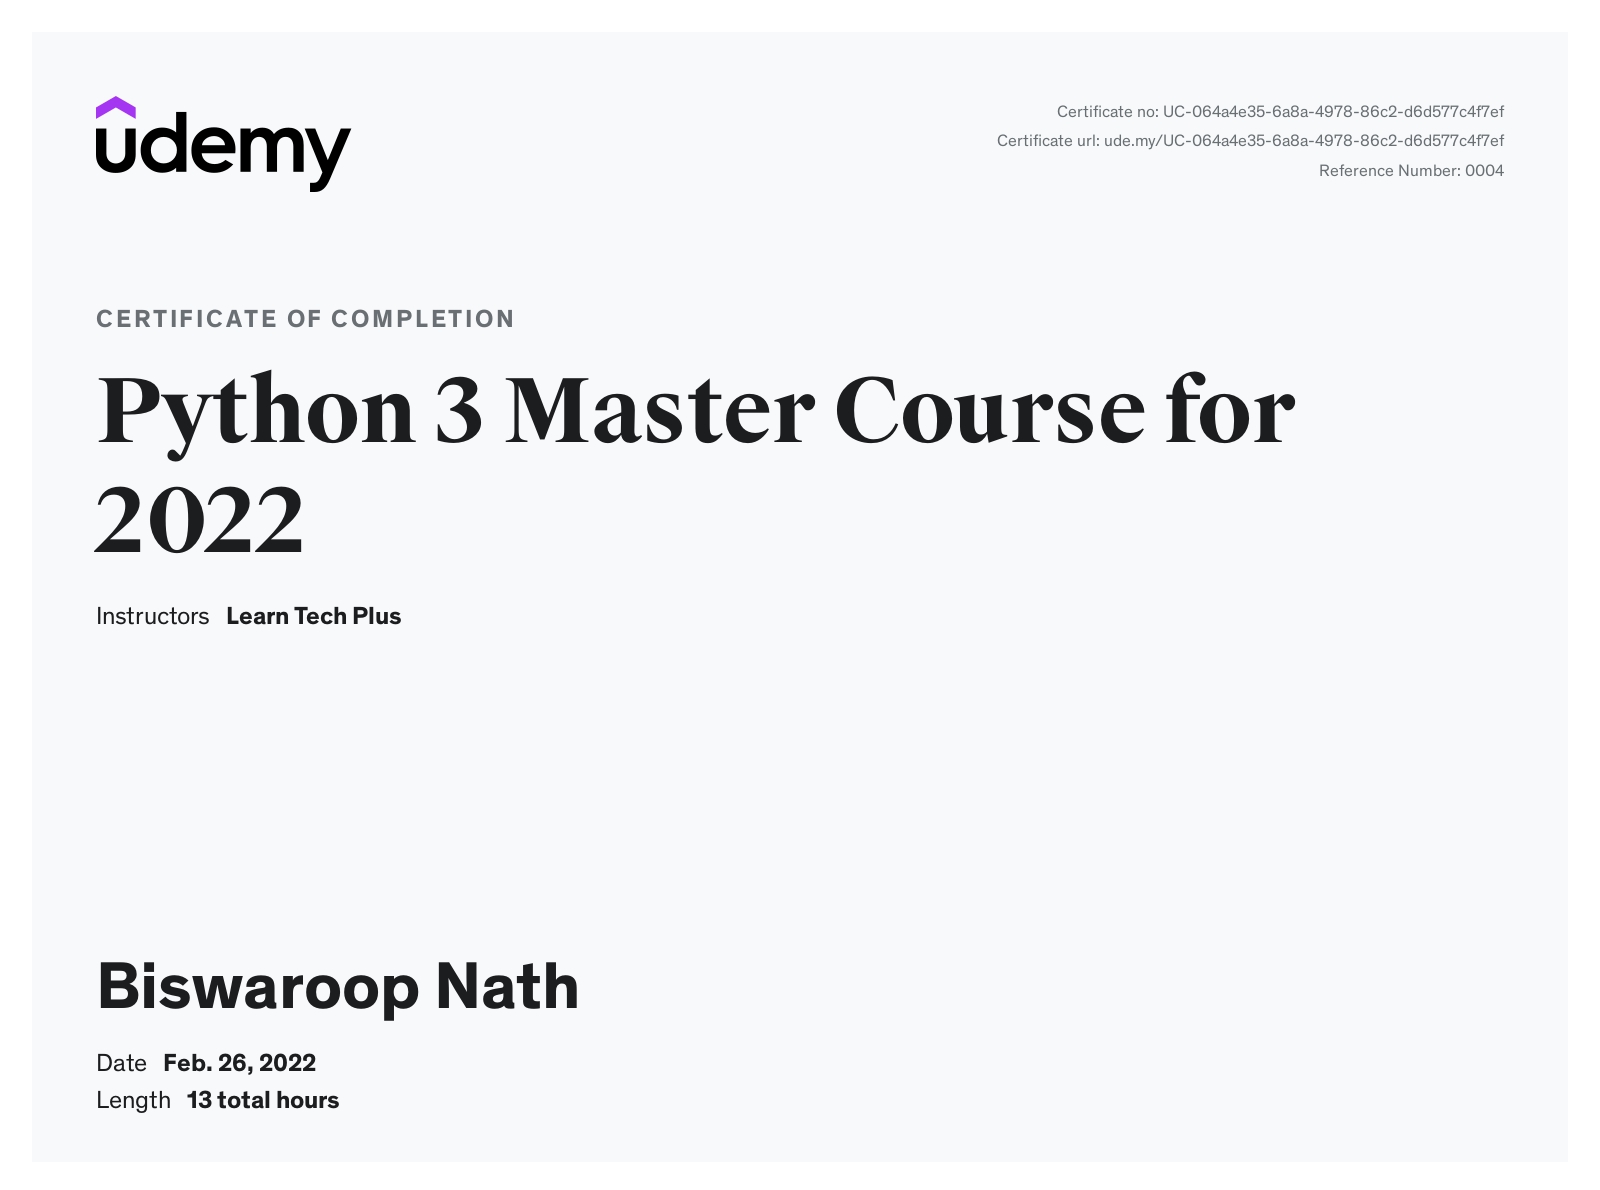 udemy
Certificate no: UC-064a4e35-6a8a-4978-86c2-d6d577c4f7ef
Certificate url: ude.my/UC-064a4e35-6a8a-4978-86c2-d6d577c4f7ef
Reference Number: 0004
CERTIFICATE OF COMPLETION
Python 3 Master Course for
2022
Instructors Learn Tech Plus
Biswaroop Nath
Date Feb. 26, 2022
Length 13 total hours